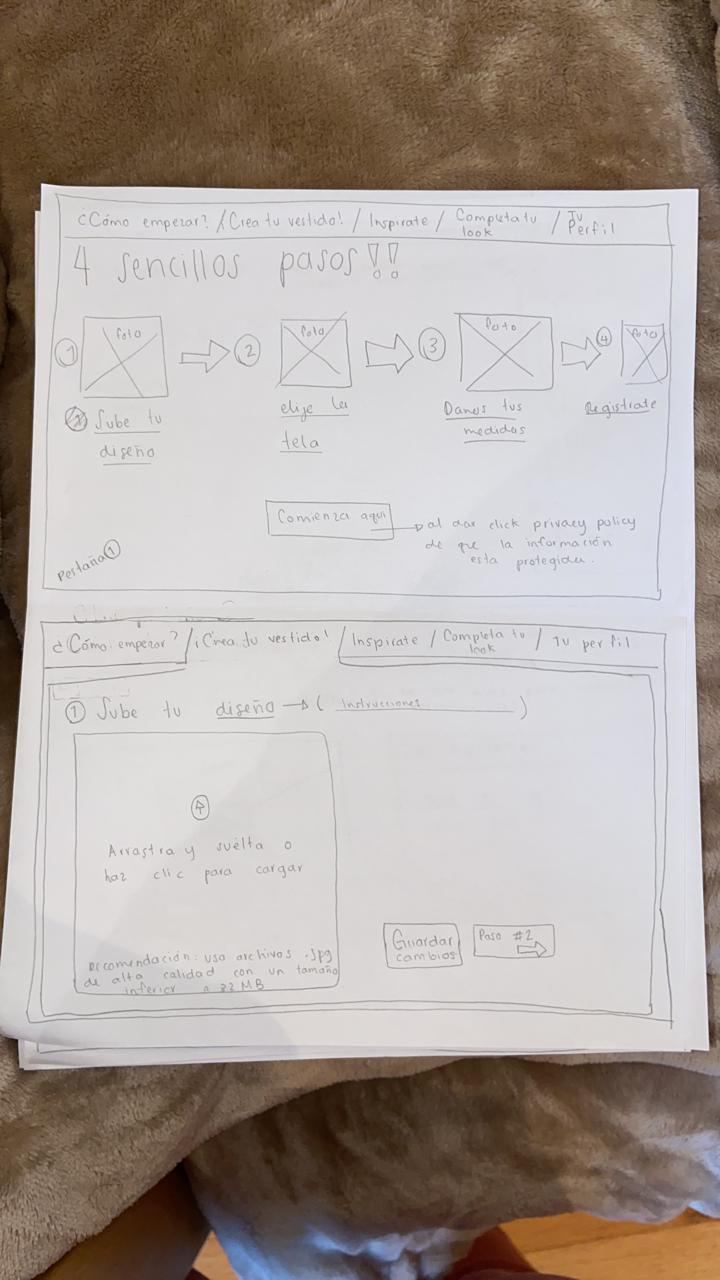 ¿Cómo empezar? / ¡Crea tu vestido! / Inspirate / Completa tu look / Tu Perfil
4 sencillos pasos!!
1 foto 2 foto 3 foto 4 foto
Sube tu
diseño
elije la
tela
Danos tus
medidas
Registrate
Comienza aquí
al dar click privacy policy
de que la información
esta protegida.
Pestaña 1
¿Cómo empezar? / ¡Crea tu vestido! / Inspirate / Completa tu look / Tu perfil
1 Sube tu diseño → ( Instrucciones )
Arrastra y suelta o
haz clic para cargar
Recomendación: usa archivos .jpg
de alta calidad con un tamaño
inferior a MB
Guardar
cambios
Paso #2